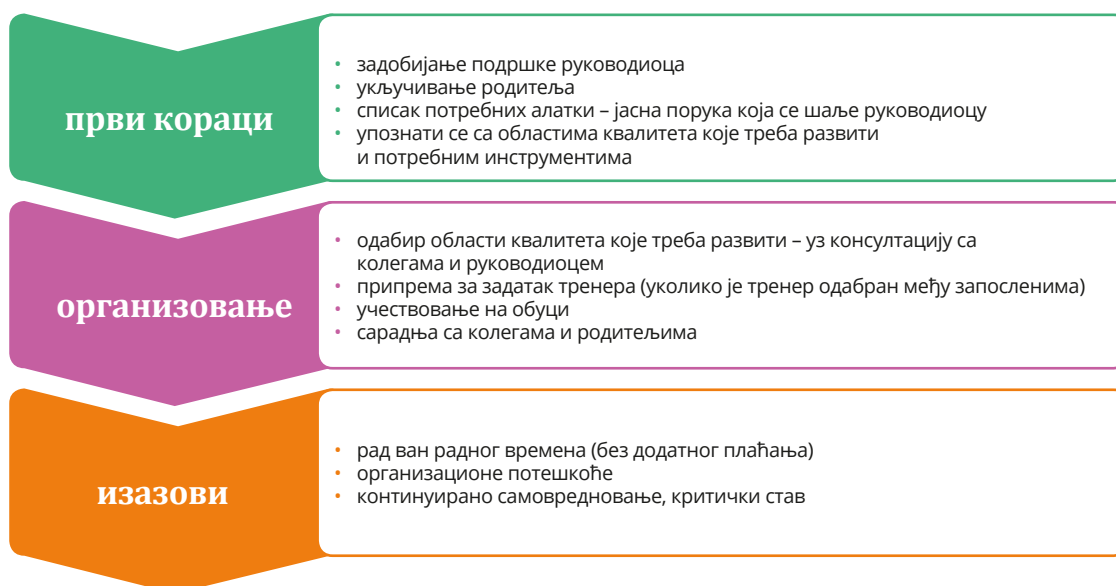 први кораци
• задобијање подршке руководиоца
• укључивање родитеља
• списак потребних алатки – јасна порука која се шаље руководиоцу
• упознати се са областима квалитета које треба развити
и потребним инструментима
организовање
• одабир области квалитета које треба развити – уз консултацију са
колегама и руководиоцем
• припрема за задатак тренера (уколико је тренер одабран међу запосленима)
• учествовање на обуци
• сарадња са колегама и родитељима
изазови
• рад ван радног времена (без додатног плаћања)
• организационе потешкоће
• континуирано самовредновање, критички став